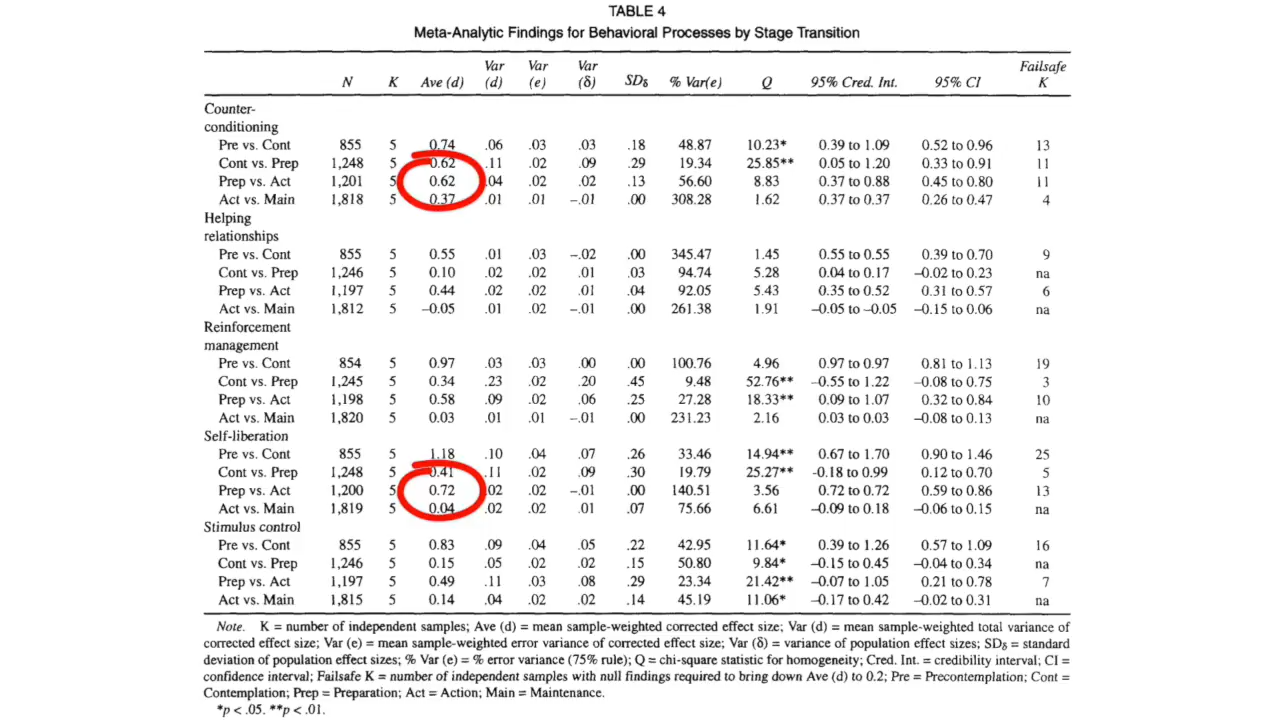 TABLE 4
Meta-Analytic Findings for Behavioral Processes by Stage Transition
N K Ave (d) Var (d) Var (e) Var (δ) SDδ % Var(e) Q 95% Cred. Int. 95% CI Failsafe K
Counter-
conditioning
Pre vs. Cont 855 5 0.74 .06 .03 .03 .18 48.87 10.23* 0.39 to 1.09 0.52 to 0.96 13
Cont vs. Prep 1,248 5 0.62 .11 .02 .09 .29 19.34 25.85** 0.05 to 1.20 0.33 to 0.91 11
Prep vs. Act 1,201 5 0.62 .04 .02 .02 .13 56.60 8.83 0.37 to 0.88 0.45 to 0.80 11
Act vs. Main 1,818 5 0.37 .01 .01 –.01 .00 308.28 1.62 0.37 to 0.37 0.26 to 0.47 4
Helping
relationships
Pre vs. Cont 855 5 0.55 .01 .03 –.02 .00 345.47 1.45 0.55 to 0.55 0.39 to 0.70 9
Cont vs. Prep 1,246 5 0.10 .02 .02 .01 .03 94.74 5.28 0.04 to 0.17 –0.02 to 0.23 na
Prep vs. Act 1,197 5 0.44 .02 .02 .01 .04 92.05 5.43 0.35 to 0.52 0.31 to 0.57 6
Act vs. Main 1,812 5 –0.05 .01 .02 –.01 .00 261.38 1.91 –0.05 to –0.05 –0.15 to 0.06 na
Reinforcement
management
Pre vs. Cont 854 5 0.97 .03 .03 .00 .00 100.76 4.96 0.97 to 0.97 0.81 to 1.13 19
Cont vs. Prep 1,245 5 0.34 .23 .02 .20 .45 9.48 52.76** –0.55 to 1.22 –0.08 to 0.75 3
Prep vs. Act 1,198 5 0.58 .09 .02 .06 .25 27.28 18.33** 0.09 to 1.07 0.32 to 0.84 10
Act vs. Main 1,820 5 0.03 .01 .01 –.01 .00 231.23 2.16 0.03 to 0.03 –0.08 to 0.13 na
Self-liberation
Pre vs. Cont 855 5 1.18 .10 .04 .07 .26 33.46 14.94** 0.67 to 1.70 0.90 to 1.46 25
Cont vs. Prep 1,248 5 0.41 .11 .02 .09 .30 19.79 25.27** -0.18 to 0.99 0.12 to 0.70 5
Prep vs. Act 1,200 5 0.72 .02 .02 –.01 .00 140.51 3.56 0.72 to 0.72 0.59 to 0.86 13
Act vs. Main 1,819 5 0.04 .02 .02 .01 .07 75.66 6.61 –0.09 to 0.18 –0.06 to 0.15 na
Stimulus control
Pre vs. Cont 855 5 0.83 .09 .04 .05 .22 42.95 11.64* 0.39 to 1.26 0.57 to 1.09 16
Cont vs. Prep 1,246 5 0.15 .05 .02 .02 .15 50.80 9.84* –0.15 to 0.45 –0.04 to 0.34 na
Prep vs. Act 1,197 5 0.49 .11 .03 .08 .29 23.34 21.42** –0.07 to 1.05 0.21 to 0.78 7
Act vs. Main 1,815 5 0.14 .04 .02 .02 .14 45.19 11.06* –0.17 to 0.42 –0.02 to 0.31 na
Note. K = number of independent samples; Ave (d) = mean sample-weighted corrected effect size; Var (d) = mean sample-weighted total variance of
corrected effect size; Var (e) = mean sample-weighted error variance of corrected effect size; Var (δ) = variance of population effect sizes; SDδ = standard
deviation of population effect sizes; % Var (e) = % error variance (75% rule); Q = chi-square statistic for homogeneity; Cred. Int. = credibility interval; CI =
confidence interval; Failsafe K = number of independent samples with null findings required to bring down Ave (d) to 0.2; Pre = Precontemplation; Cont =
Contemplation; Prep = Preparation; Act = Action; Main = Maintenance.
*p < .05. **p < .01.